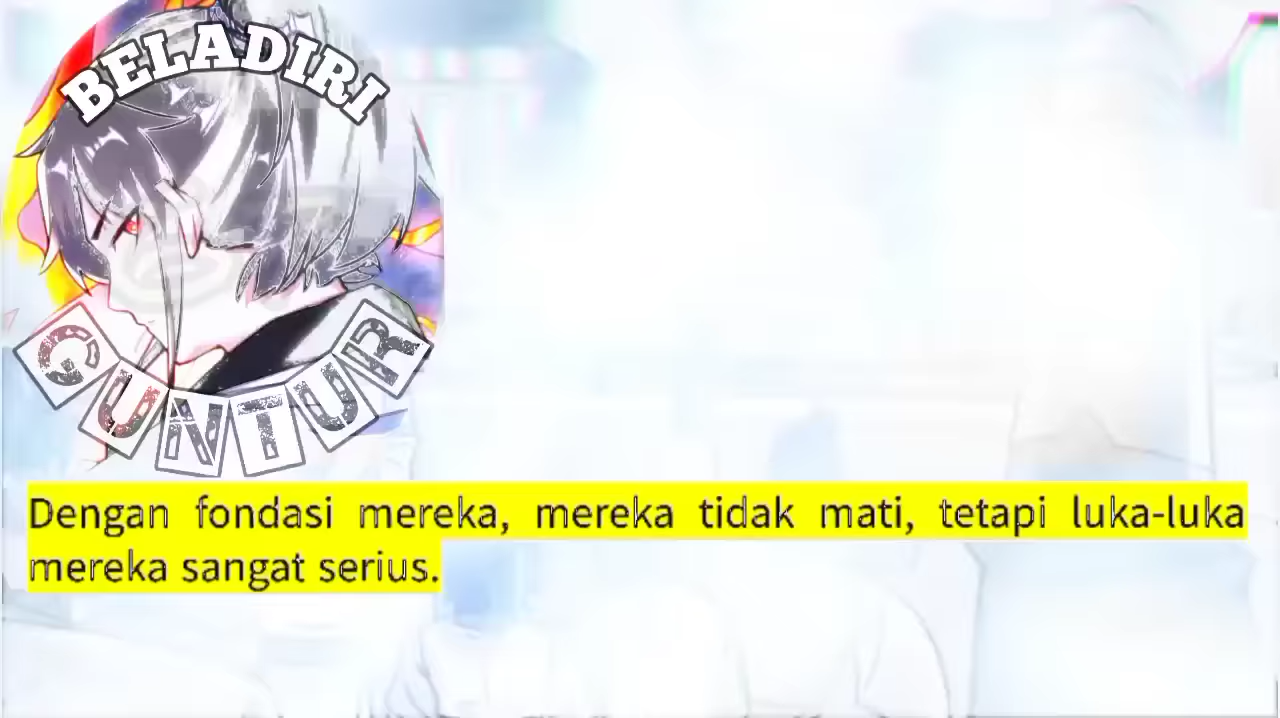 BELADIRI
GUNTUR
Dengan fondasi mereka, mereka tidak mati, tetapi luka-luka
mereka sangat serius.